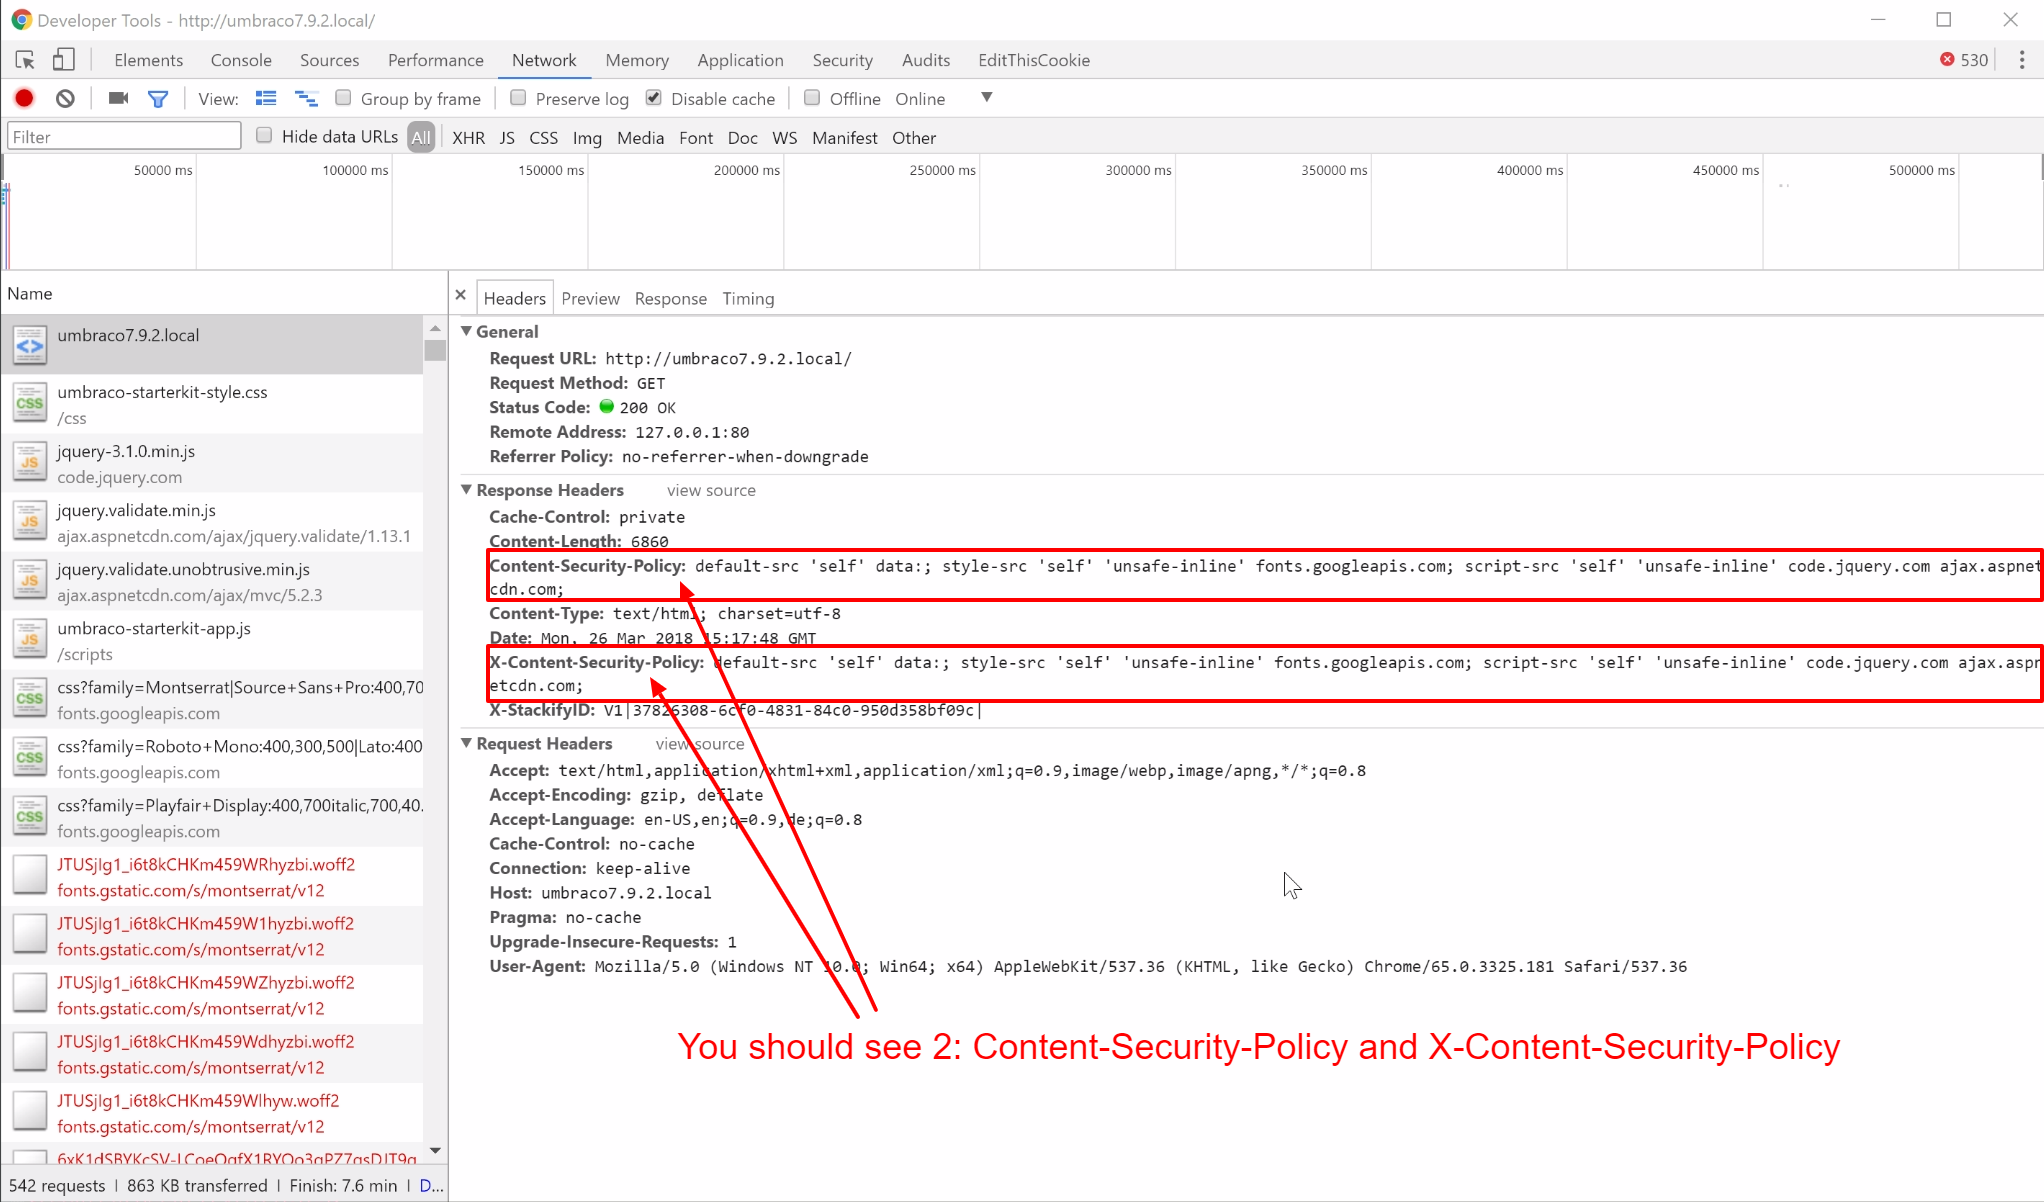 Developer Tools - http://umbraco7.9.2.local/
Elements Console Sources Performance Network Memory Application Security Audits EditThisCookie 530
View: Group by frame Preserve log Disable cache Offline Online
Filter Hide data URLs All XHR JS CSS Img Media Font Doc WS Manifest Other
50000 ms 100000 ms 150000 ms 200000 ms 250000 ms 300000 ms 350000 ms 400000 ms 450000 ms 500000 ms
Name
umbraco7.9.2.local
umbraco-starterkit-style.css
/css
jquery-3.1.0.min.js
code.jquery.com
jquery.validate.min.js
ajax.aspnetcdn.com/ajax/jquery.validate/1.13.1
jquery.validate.unobtrusive.min.js
ajax.aspnetcdn.com/ajax/mvc/5.2.3
umbraco-starterkit-app.js
/scripts
css?family=Montserrat|Source+Sans+Pro:400,70
fonts.googleapis.com
css?family=Roboto+Mono:400,300,500|Lato:400
fonts.googleapis.com
css?family=Playfair+Display:400,700italic,700,40.
fonts.googleapis.com
JTUSjIg1_i6t8kCHKm459WRhyzbi.woff2
fonts.gstatic.com/s/montserrat/v12
JTUSjIg1_i6t8kCHKm459W1hyzbi.woff2
fonts.gstatic.com/s/montserrat/v12
JTUSjIg1_i6t8kCHKm459WZhyzbi.woff2
fonts.gstatic.com/s/montserrat/v12
JTUSjIg1_i6t8kCHKm459Wdhyzbi.woff2
fonts.gstatic.com/s/montserrat/v12
JTUSjIg1_i6t8kCHKm459Wlhyw.woff2
fonts.gstatic.com/s/montserrat/v12
542 requests | 863 KB transferred | Finish: 7.6 min | D...
Headers Preview Response Timing
General
Request URL: http://umbraco7.9.2.local/
Request Method: GET
Status Code: 200 OK
Remote Address: 127.0.0.1:80
Referrer Policy: no-referrer-when-downgrade
Response Headers view source
Cache-Control: private
Content-Length: 6860
Content-Security-Policy: default-src 'self' data:; style-src 'self' 'unsafe-inline' fonts.googleapis.com; script-src 'self' 'unsafe-inline' code.jquery.com ajax.aspnet
cdn.com;
Content-Type: text/html; charset=utf-8
Date: Mon, 26 Mar 2018 15:17:48 GMT
X-Content-Security-Policy: default-src 'self' data:; style-src 'self' 'unsafe-inline' fonts.googleapis.com; script-src 'self' 'unsafe-inline' code.jquery.com ajax.aspn
etcdn.com;
X-StackifyID: V1|37826308-6cf0-4831-84c0-950d358bf09c|
Request Headers view source
Accept: text/html,application/xhtml+xml,application/xml;q=0.9,image/webp,image/apng,*/*;q=0.8
Accept-Encoding: gzip, deflate
Accept-Language: en-US,en;q=0.9,de;q=0.8
Cache-Control: no-cache
Connection: keep-alive
Host: umbraco7.9.2.local
Pragma: no-cache
Upgrade-Insecure-Requests: 1
User-Agent: Mozilla/5.0 (Windows NT 10.0; Win64; x64) AppleWebKit/537.36 (KHTML, like Gecko) Chrome/65.0.3325.181 Safari/537.36
You should see 2: Content-Security-Policy and X-Content-Security-Policy